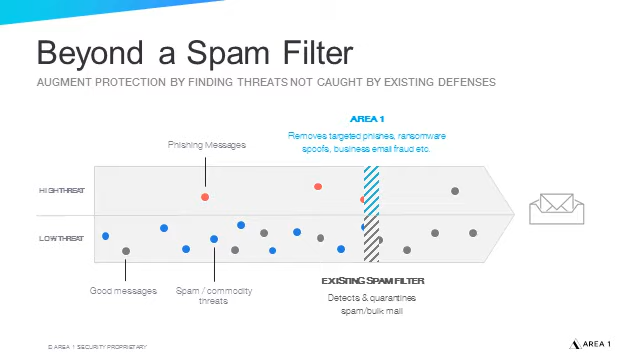 Beyond a Spam Filter
AUGMENT PROTECTION BY FINDING THREATS NOT CAUGHT BY EXISTING DEFENSES
AREA 1
Removes targeted phishes, ransomware
spoofs, business email fraud etc.
Phishing Messages
HIGH THREAT
LOW THREAT
Good messages
Spam / commodity
threats
EXISTING SPAM FILTER
Detects & quarantines
spam/bulk mail
© AREA 1 SECURITY PROPRIETARY
AREA 1